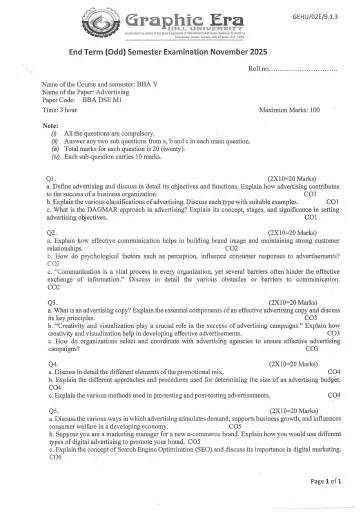 GEHU/02E/9.1.3
Graphic Era
HILL UNIVERSITY
End Term (Odd) Semester Examination November 2025
Roll no..............................
Name of the Course and semester: BBA V
Name of the Paper: Advertising
Paper Code: BBA DSE M1
Time: 3 hour Maximum Marks: 100
Note:
(i) All the questions are compulsory.
(ii) Answer any two sub questions from a, b and c in each main question.
(iii) Total marks for each question is 20 (twenty).
(iv) Each sub-question carries 10 marks.
Q1. (2X10=20 Marks)
a. Define advertising and discuss in detail its objectives and functions. Explain how advertising contributes
to the success of a business organization. CO1
b. Explain the various classifications of advertising. Discuss each type with suitable examples. CO1
c. What is the DAGMAR approach in advertising? Explain its concept, stages, and significance in setting
advertising objectives. CO1
Q2. (2X10=20 Marks)
a. Explain how effective communication helps in building brand image and maintaining strong customer
relationships. CO2
b. How do psychological factors such as perception, influence consumer responses to advertisements?
CO2
c. "Communication is a vital process in every organization, yet several barriers often hinder the effective
exchange of information." Discuss in detail the various obstacles or barriers to communication.
CO2
Q3. (2X10=20 Marks)
a. What is an advertising copy? Explain the essential components of an effective advertising copy and discuss
its key principles. CO3
b. "Creativity and visualization play a crucial role in the success of advertising campaigns." Explain how
creativity and visualization help in developing effective advertisements. CO3
c. How do organizations select and coordinate with advertising agencies to ensure effective advertising
campaigns? CO3
Q4. (2X10=20 Marks)
a. Discuss in detail the different elements of the promotional mix. CO4
b. Explain the different approaches and procedures used for determining the size of an advertising budget.
CO4
c. Explain the various methods used in pre-testing and post-testing advertisements. CO4
Q5. (2X10=20 Marks)
a. Discuss the various ways in which advertising stimulates demand, supports business growth, and influences
consumer welfare in a developing economy. CO5
b. Suppose you are a marketing manager for a new e-commerce brand. Explain how you would use different
types of digital advertising to promote your brand. CO5
c. Explain the concept of Search Engine Optimization (SEO) and discuss its importance in digital marketing.
CO5
Page 1 of 1